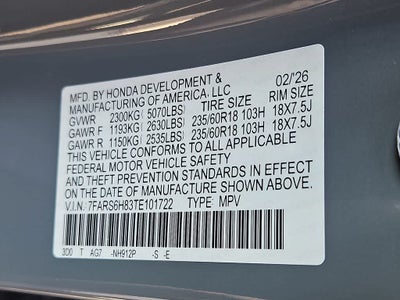 MFD. BY HONDA DEVELOPMENT &
MANUFACTURING OF AMERICA, LLC 02/'26
GVWR 2300KG (5070LBS) TIRE SIZE RIM SIZE
GAWR F 1193KG (2630LBS) 235/60R18 103H 18X7.5J
GAWR R 1150KG (2535LBS) 235/60R18 103H 18X7.5J
THIS VEHICLE CONFORMS TO ALL APPLICABLE
FEDERAL MOTOR VEHICLE SAFETY
AND THEFT PREVENTION STANDARDS IN EFFECT ON
THE DATE OF MANUFACTURE SHOWN ABOVE.
V.I.N. 7FARS6H83TE101722 TYPE: MPV
3D0 T AG7 -NH912P -S -E